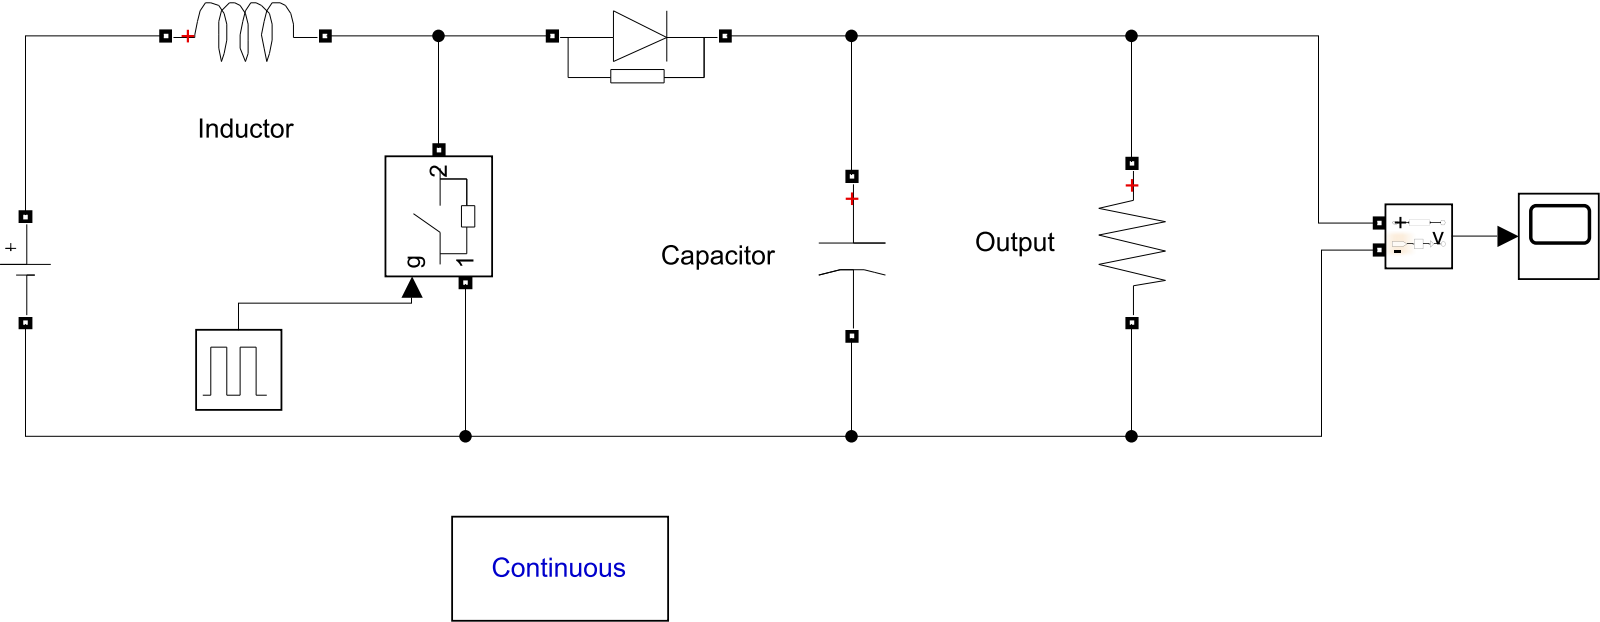 +
+
Inductor
2
g
1
+
Capacitor
+
Output
+
v
-
Continuous